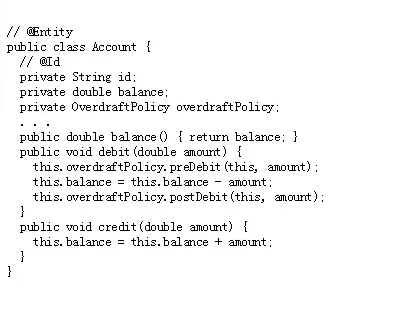 // @Entity
public class Account {
  // @Id
  private String id;
  private double balance;
  private OverdraftPolicy overdraftPolicy;
  . . .
  public double balance() { return balance; }
  public void debit(double amount) {
    this.overdraftPolicy.preDebit(this, amount);
    this.balance = this.balance - amount;
    this.overdraftPolicy.postDebit(this, amount);
  }
  public void credit(double amount) {
    this.balance = this.balance + amount;
  }
}